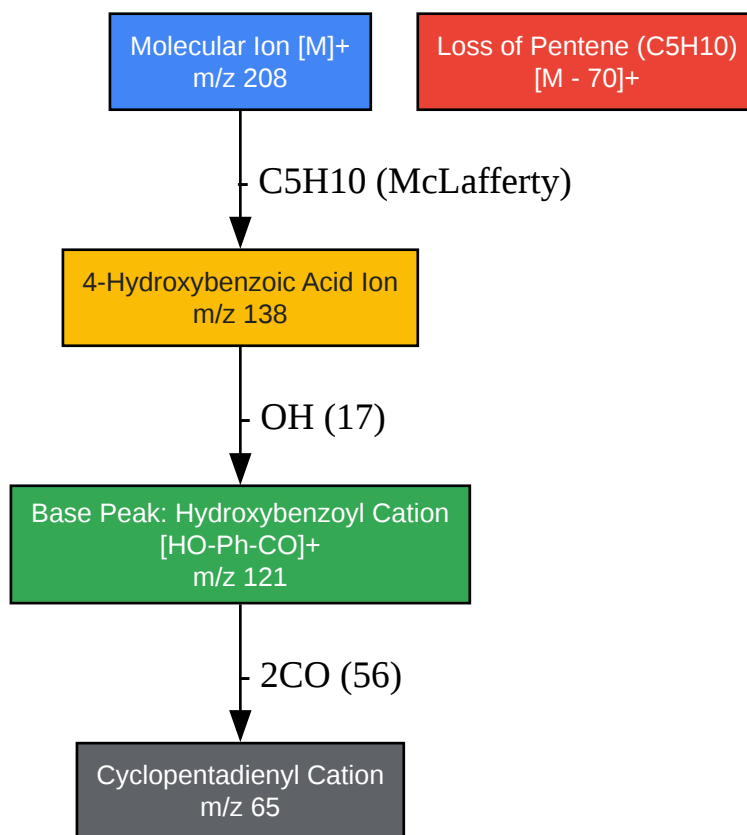 Molecular Ion [M]+
m/z 208
Loss of Pentene (C5H10)
[M - 70]+
- C5H10 (McLafferty)
4-Hydroxybenzoic Acid Ion
m/z 138
- OH (17)
Base Peak: Hydroxybenzoyl Cation
[HO-Ph-CO]+
m/z 121
- 2CO (56)
Cyclopentadienyl Cation
m/z 65